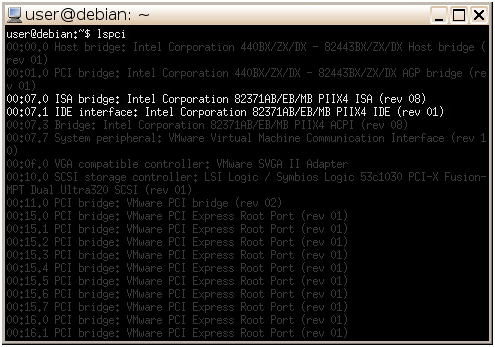 user@debian: ~
user@debian:~$ lspci
00:00.0 Host bridge: Intel Corporation 440BX/ZX/DX - 82443BX/ZX/DX Host bridge (
rev 01)
00:01.0 PCI bridge: Intel Corporation 440BX/ZX/DX - 82443BX/ZX/DX AGP bridge (re
v 01)
00:07.0 ISA bridge: Intel Corporation 82371AB/EB/MB PIIX4 ISA (rev 08)
00:07.1 IDE interface: Intel Corporation 82371AB/EB/MB PIIX4 IDE (rev 01)
00:07.3 Bridge: Intel Corporation 82371AB/EB/MB PIIX4 ACPI (rev 08)
00:07.7 System peripheral: VMware Virtual Machine Communication Interface (rev 1
0)
00:0f.0 VGA compatible controller: VMware SVGA II Adapter
00:10.0 SCSI storage controller: LSI Logic / Symbios Logic 53c1030 PCI-X Fusion-
MPT Dual Ultra320 SCSI (rev 01)
00:11.0 PCI bridge: VMware PCI bridge (rev 02)
00:15.0 PCI bridge: VMware PCI Express Root Port (rev 01)
00:15.1 PCI bridge: VMware PCI Express Root Port (rev 01)
00:15.2 PCI bridge: VMware PCI Express Root Port (rev 01)
00:15.3 PCI bridge: VMware PCI Express Root Port (rev 01)
00:15.4 PCI bridge: VMware PCI Express Root Port (rev 01)
00:15.5 PCI bridge: VMware PCI Express Root Port (rev 01)
00:15.6 PCI bridge: VMware PCI Express Root Port (rev 01)
00:15.7 PCI bridge: VMware PCI Express Root Port (rev 01)
00:16.0 PCI bridge: VMware PCI Express Root Port (rev 01)
00:16.1 PCI bridge: VMware PCI Express Root Port (rev 01)